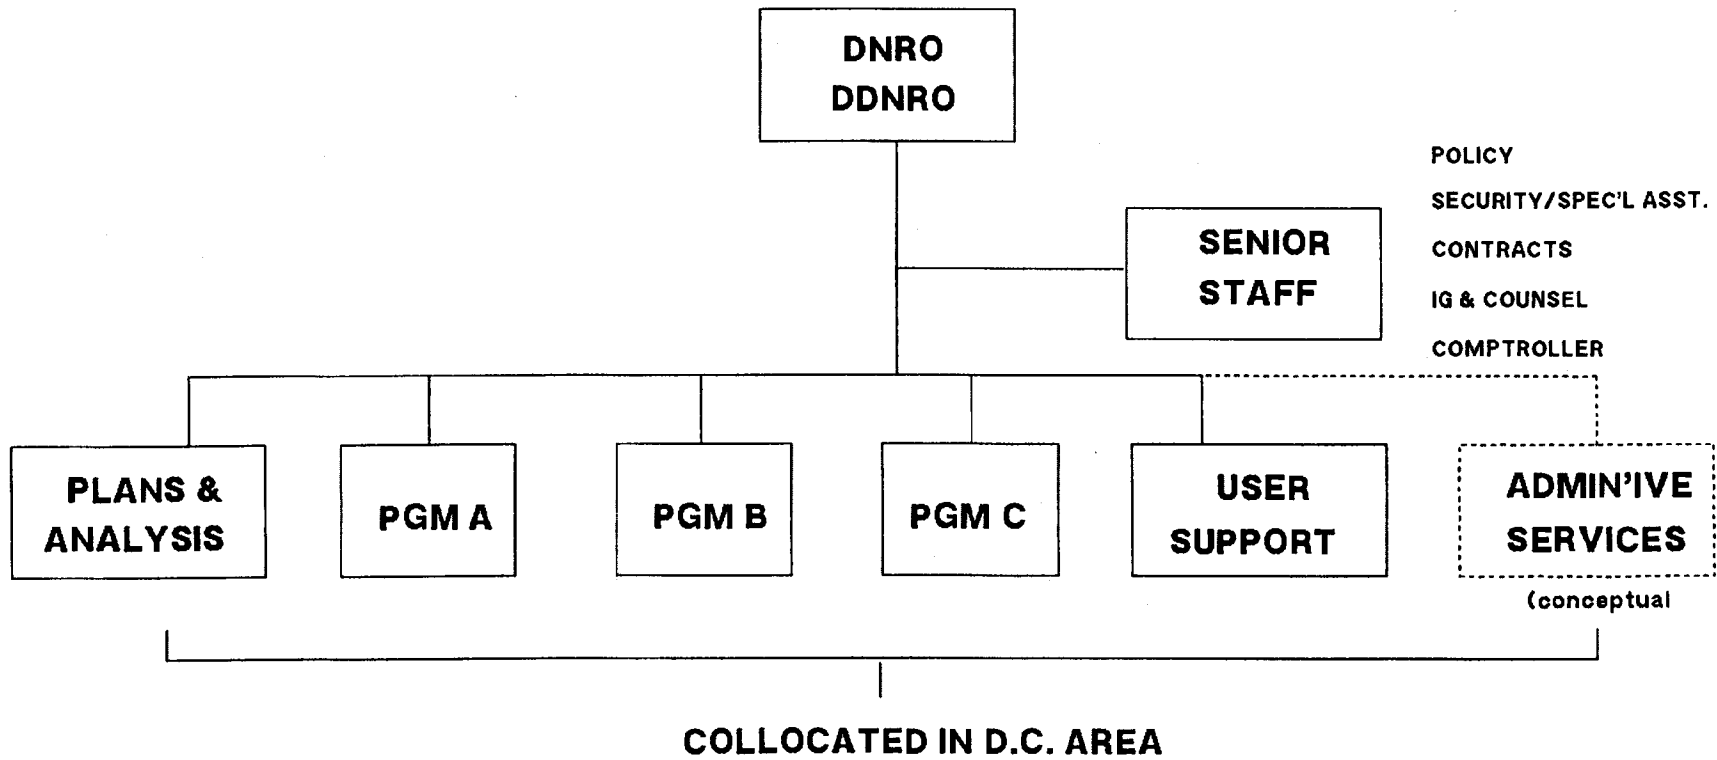 DNRO
DDNRO
POLICY
SECURITY/SPEC'L ASST.
CONTRACTS
IG & COUNSEL
COMPTROLLER
SENIOR
STAFF
PLANS &
ANALYSIS
PGM A
PGM B
PGM C
USER
SUPPORT
ADMIN'IVE
SERVICES
(conceptual
COLLOCATED IN D.C. AREA